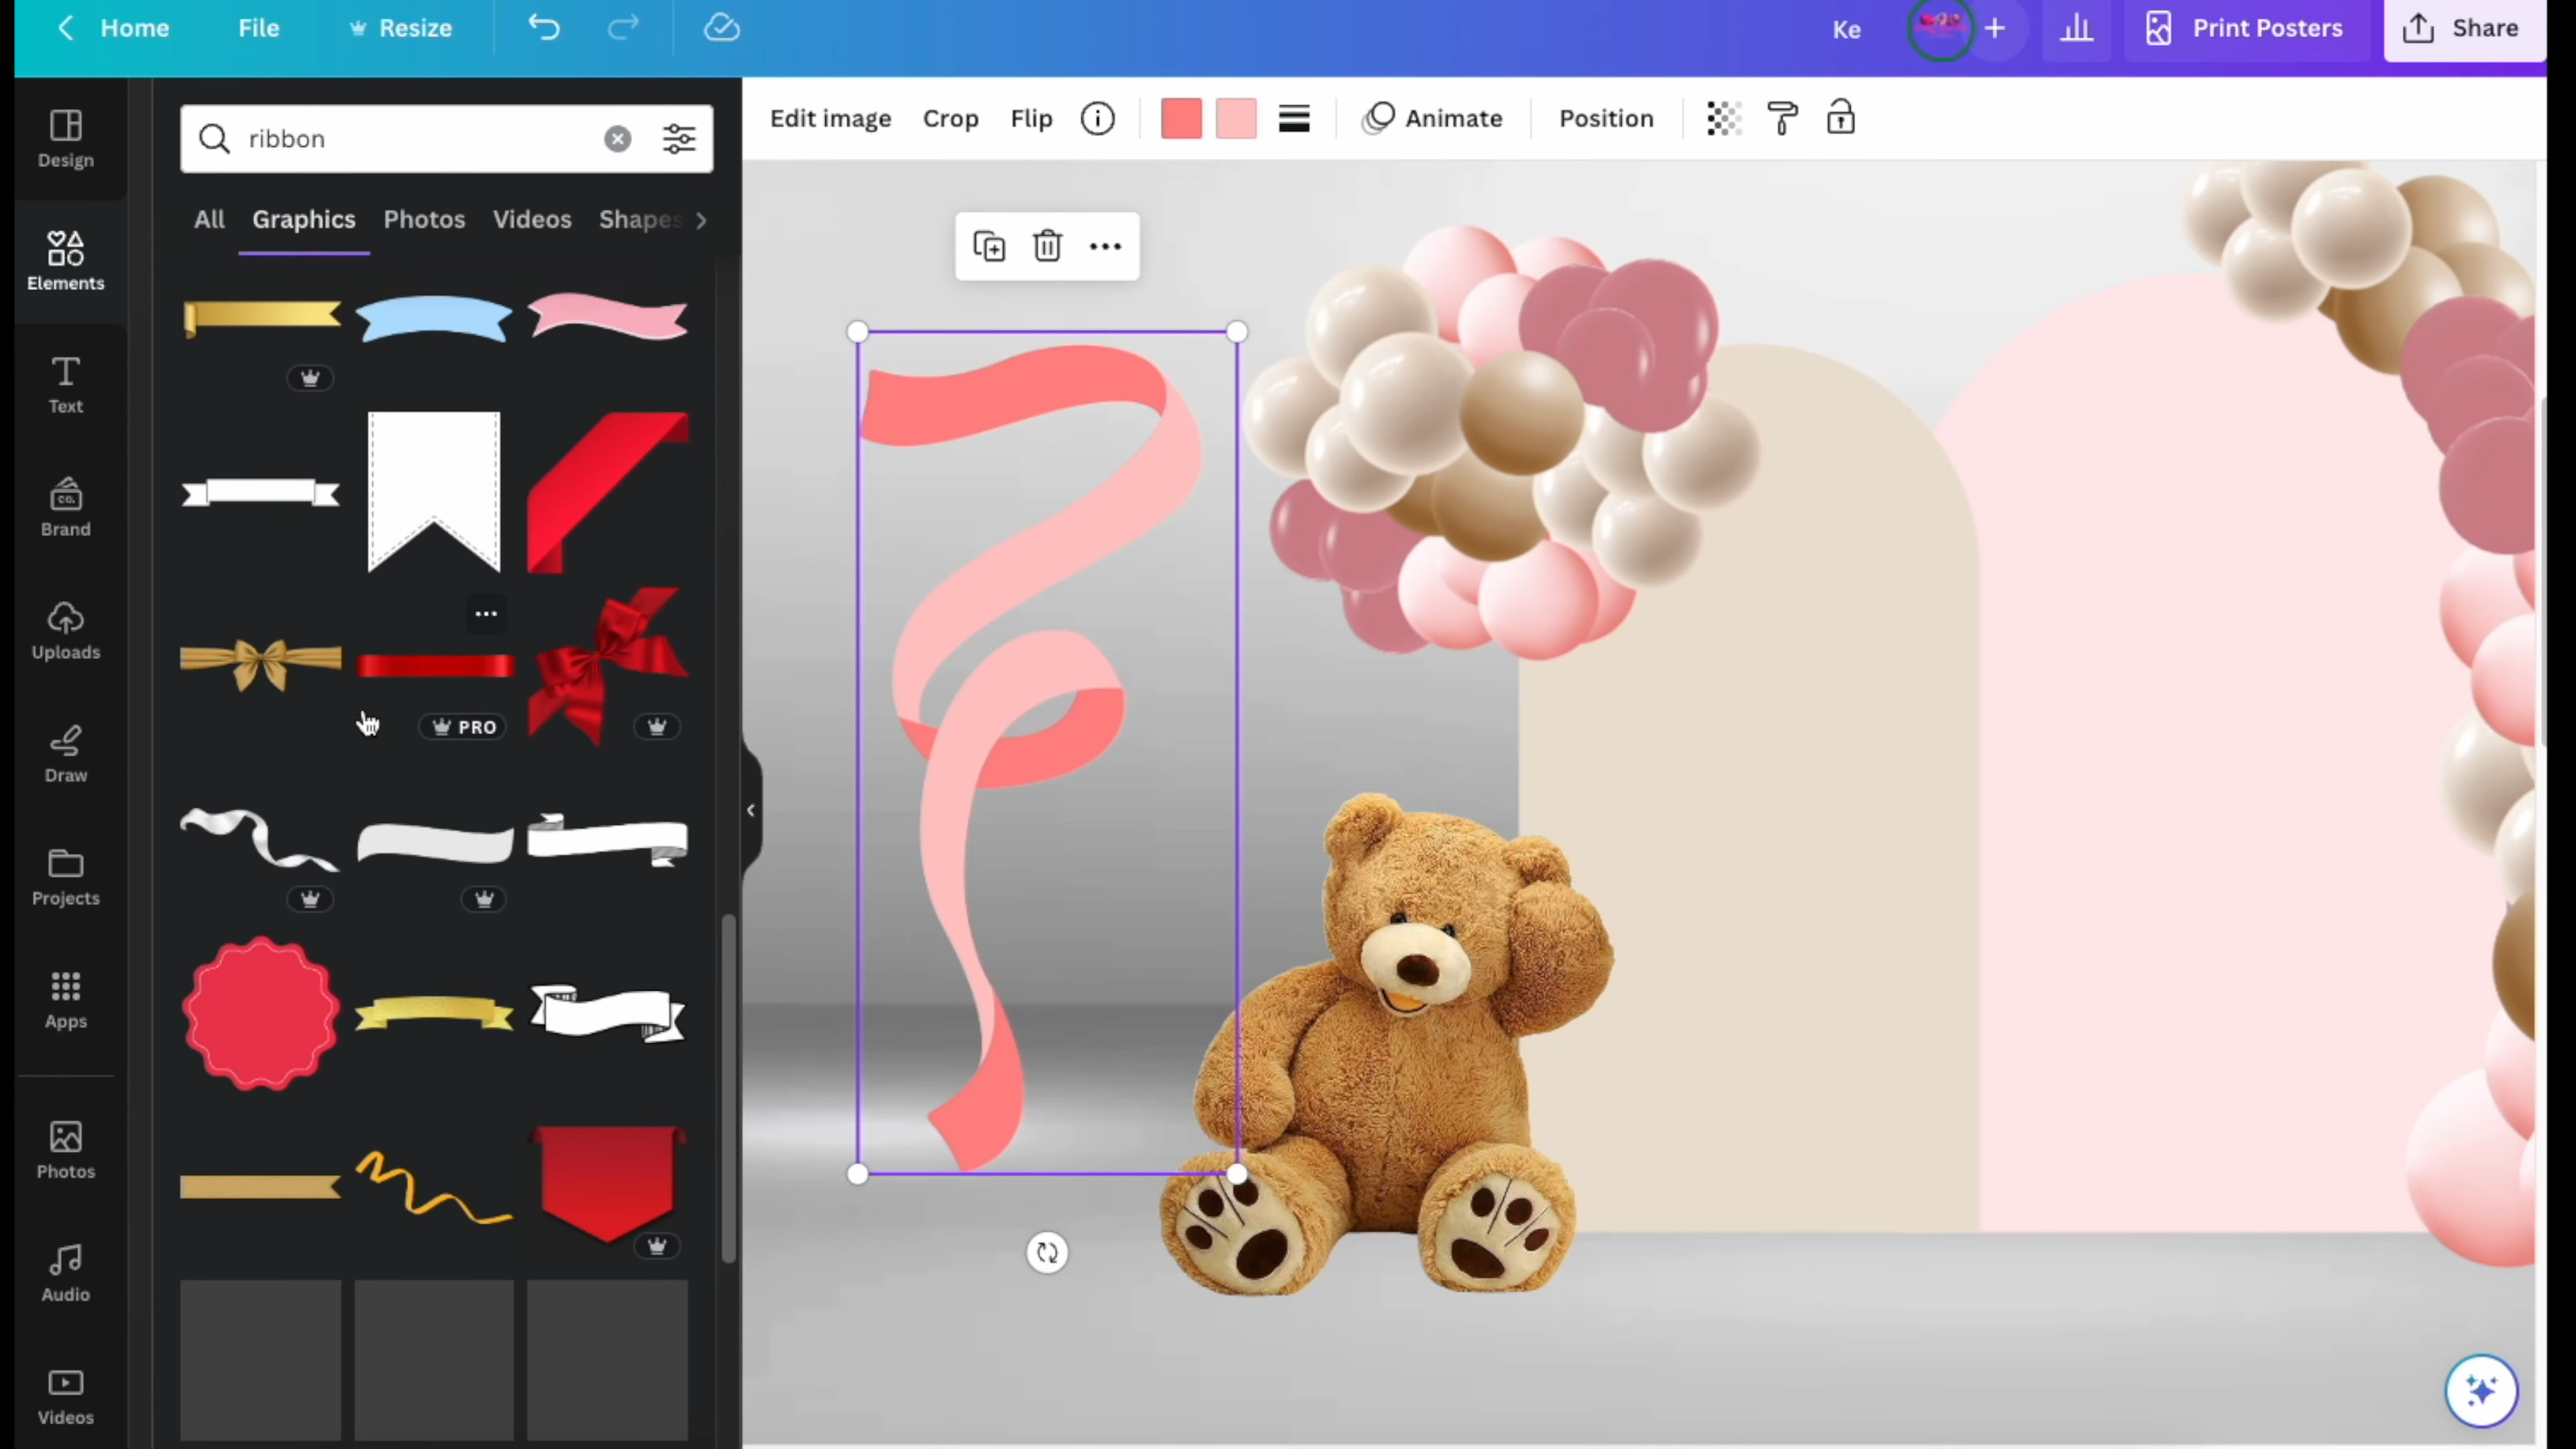 Home File Resize Ke Print Posters Share
ribbon
Edit image Crop Flip Animate Position
All Graphics Photos Videos Shapes
Design
Elements
Text
CO.
Brand
Uploads
PRO
Draw
Projects
Apps
Photos
Audio
Videos